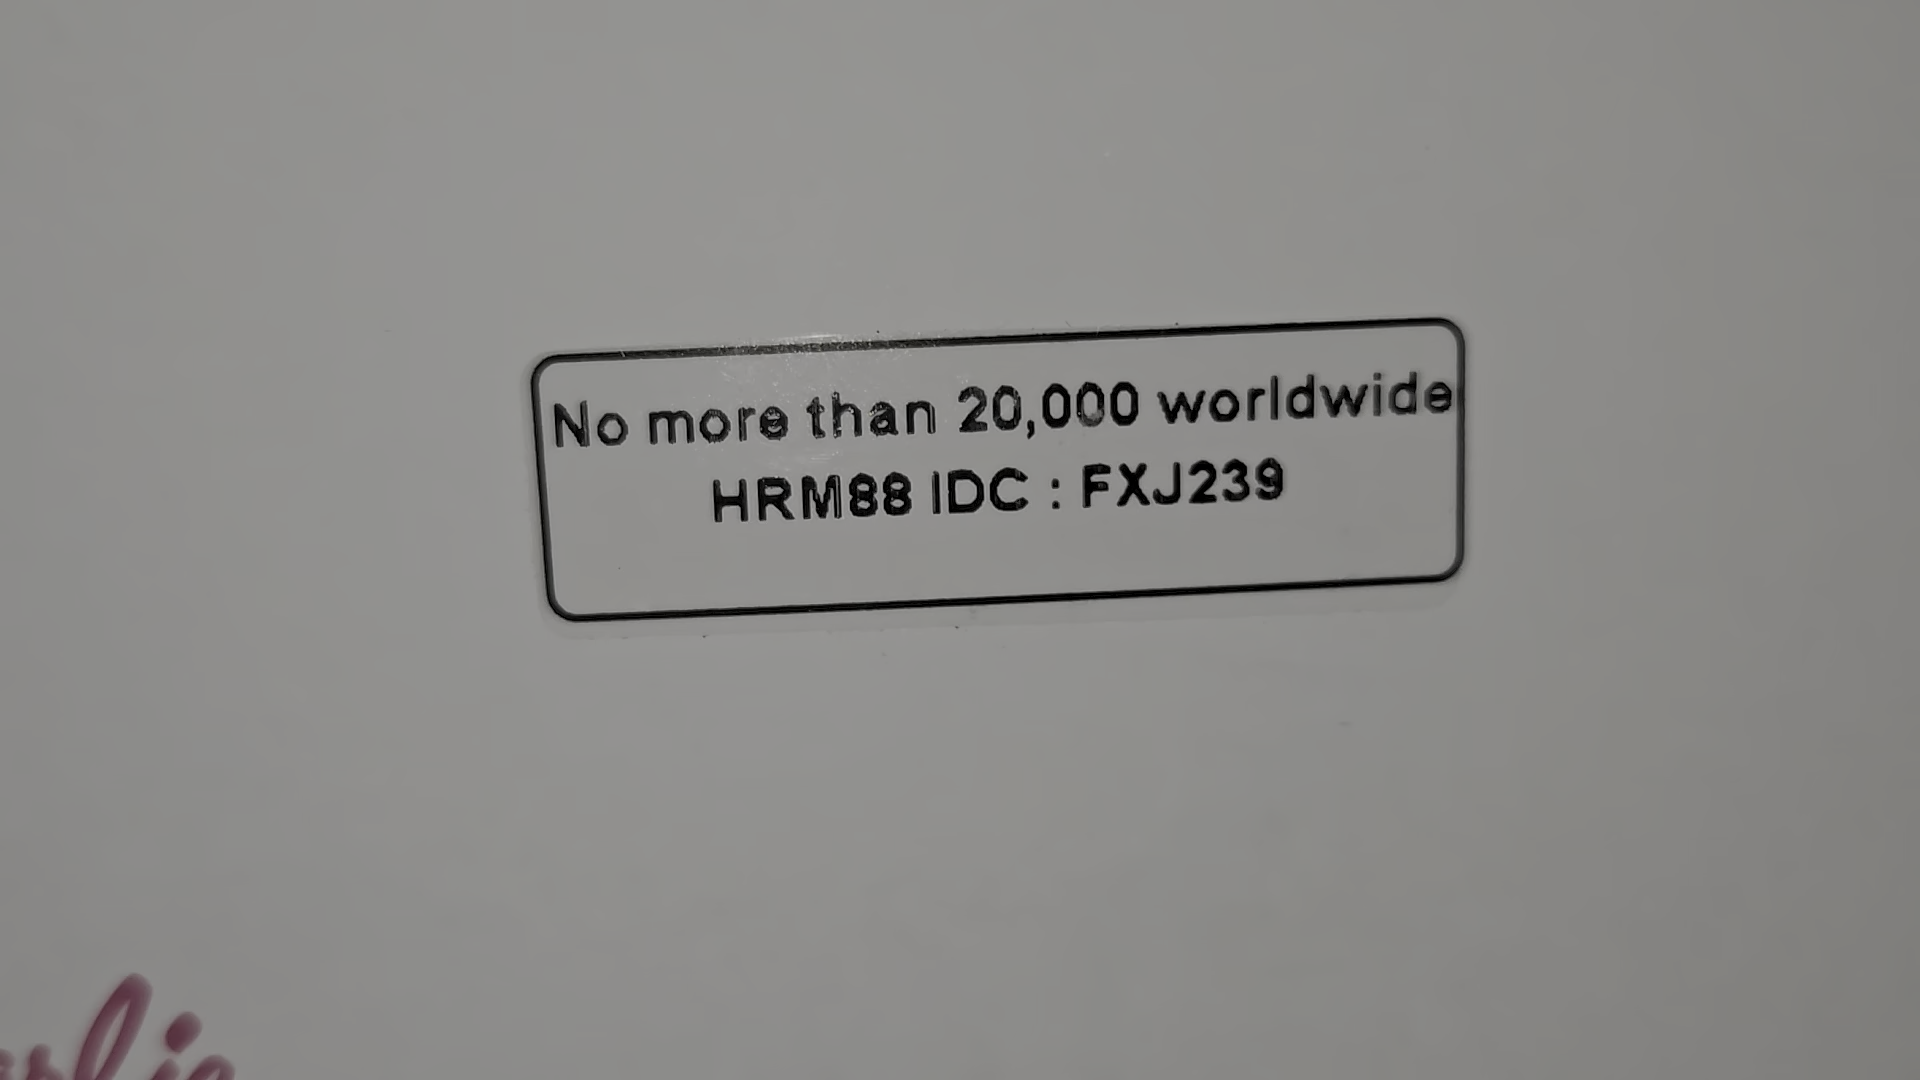 No more than 20,000 worldwide
HRM88 IDC : FXJ239